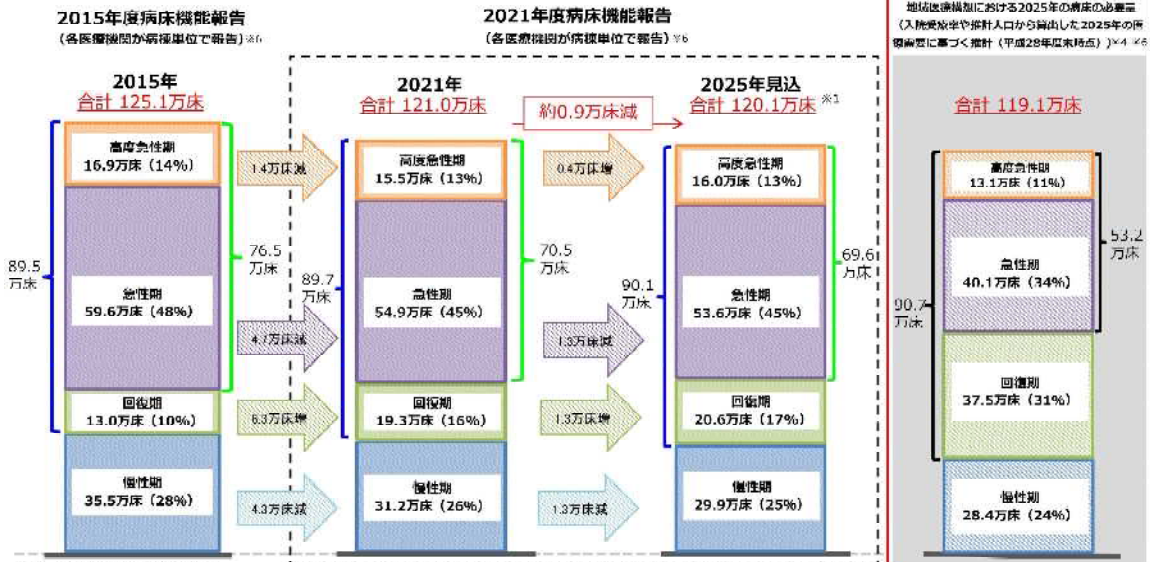 2015年度病床機能報告
(各医療機関が病棟単位で報告)※6
2015年
合計 125.1万床
高度急性期
16.9万床(14%)
急性期
59.6万床(48%)
回復期
13.0万床(10%)
慢性期
35.5万床(28%)
89.5
万床
76.5
万床
1.4万床減
4.7万床減
6.3万床増
4.3万床減
2021年度病床機能報告
(各医療機関が病棟単位で報告)※6
2021年
合計 121.0万床
高度急性期
15.5万床(13%)
急性期
54.9万床(45%)
回復期
19.3万床(16%)
慢性期
31.2万床(26%)
89.7
万床
70.5
万床
約0.9万床減
0.4万床増
1.3万床減
1.3万床増
1.3万床減
2025年見込
合計 120.1万床 ※1
高度急性期
16.0万床(13%)
急性期
53.6万床(45%)
回復期
20.6万床(17%)
慢性期
29.9万床(25%)
90.1
万床
69.6
万床
地域医療構想における2025年の病床の必要量
(入院受療率や推計人口から算出した2025年の医
療需要に基づく推計(平成28年度末時点))※4 ※6
合計 119.1万床
高度急性期
13.1万床(11%)
急性期
40.1万床(34%)
回復期
37.5万床(31%)
慢性期
28.4万床(24%)
90.7
万床
53.2
万床